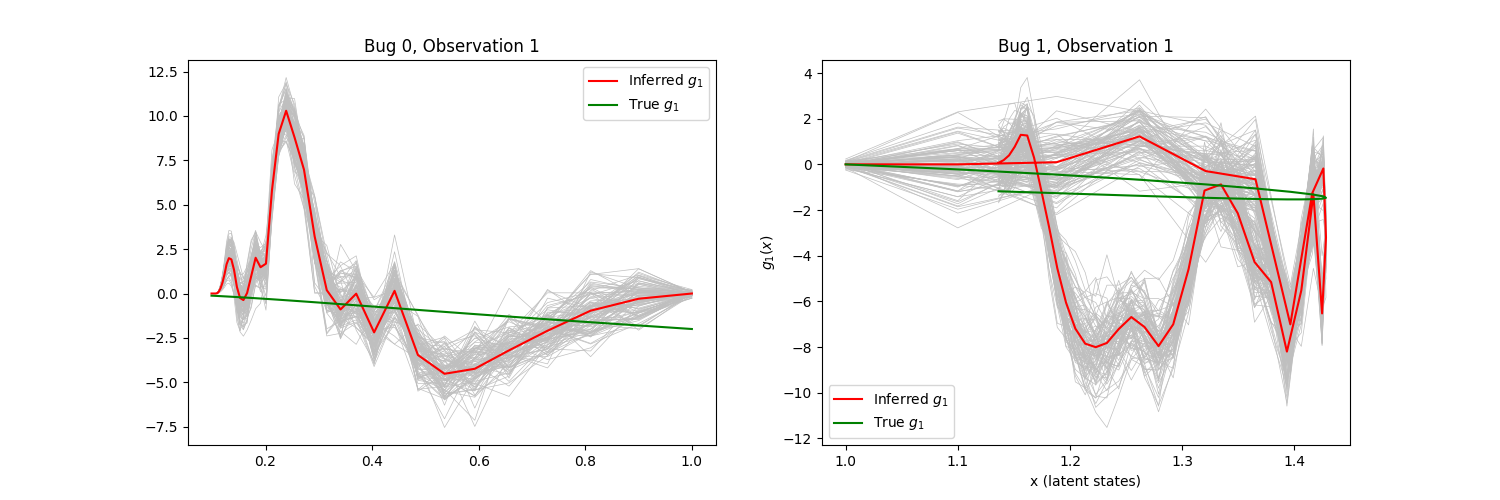 Bug 0, Observation 1
Inferred g₁
True g₁
12.5
10.0
7.5
5.0
2.5
0.0
−2.5
−5.0
−7.5
0.2 0.4 0.6 0.8 1.0
Bug 1, Observation 1
g₁(x)
4
2
0
−2
−4
−6
−8
−10
−12
Inferred g₁
True g₁
1.0 1.1 1.2 1.3 1.4
x (latent states)